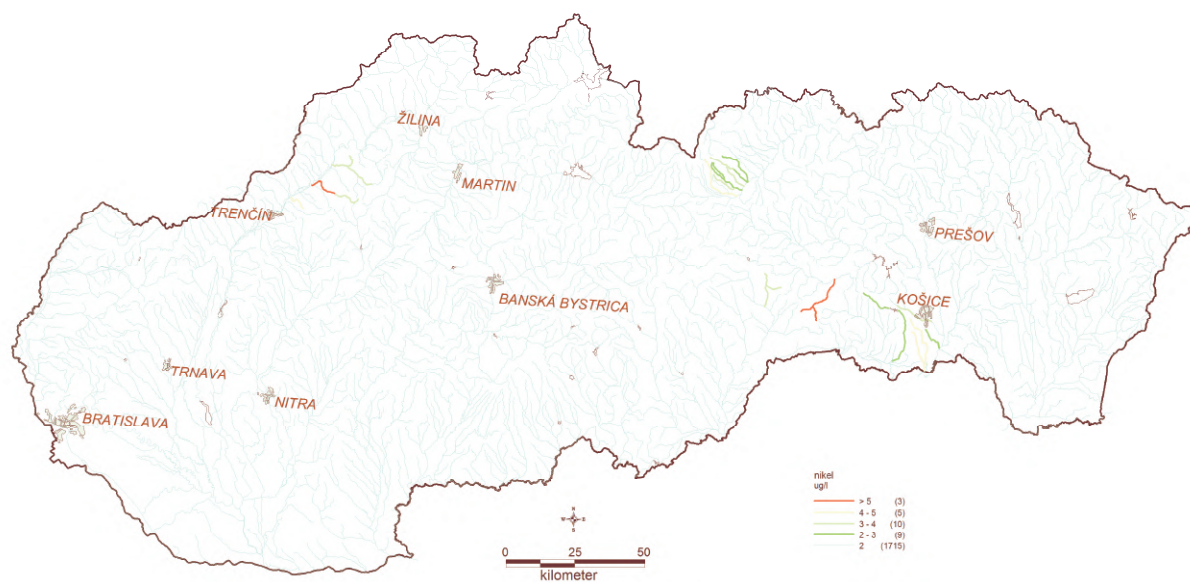 ŽILINA
MARTIN
TRENČÍN
PREŠOV
BANSKÁ BYSTRICA
KOŠICE
TRNAVA
NITRA
BRATISLAVA
nikel
ug/l
> 5 (3)
4 - 5 (5)
3 - 4 (10)
2 - 3 (9)
2 (1715)
N
W E
S
0 25 50
kilometer